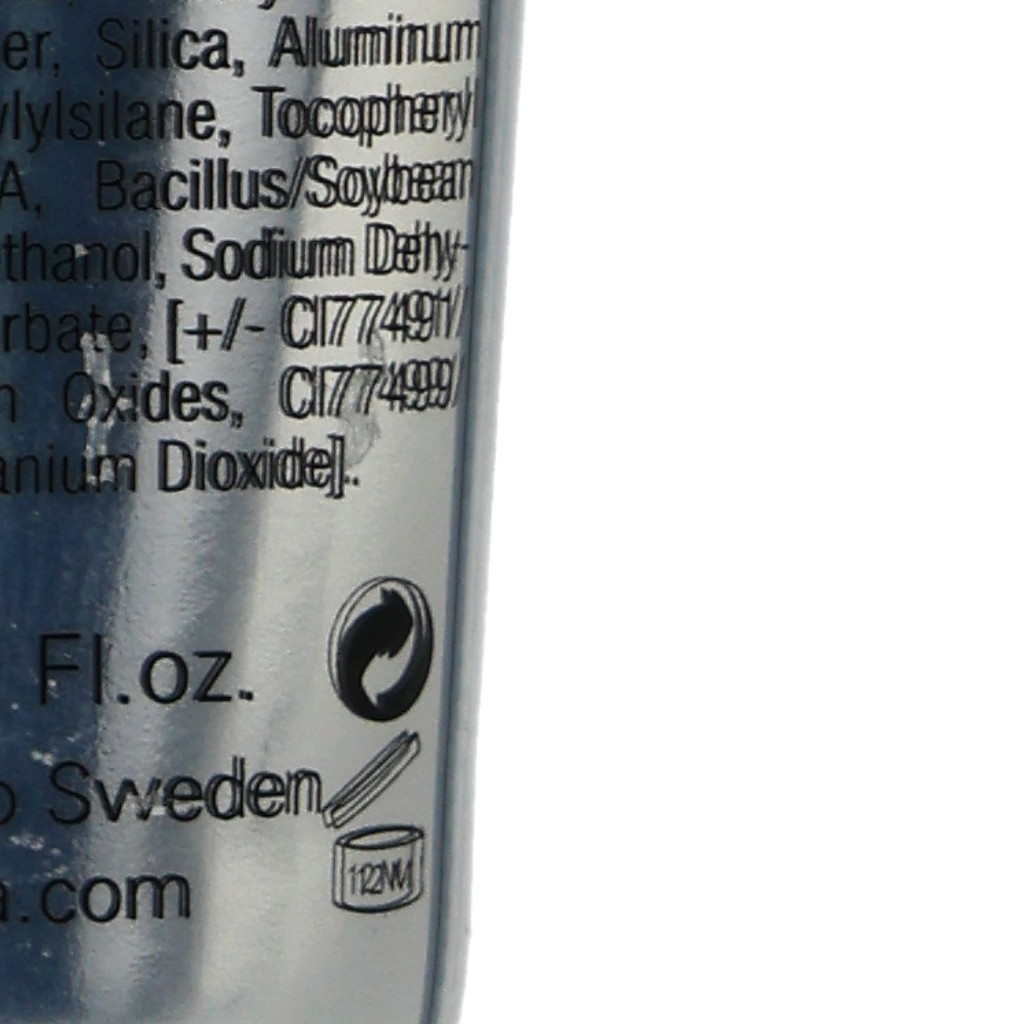 er, Silica, Aluminum
ylylsilane, Tocopheryl
A, Bacillus/Soybean
ethanol, Sodium Dehy-
rbate, [+/- CI77491/
n Oxides, CI77499/
anium Dioxide].
Fl.oz.
o Sweden
a.com
12M